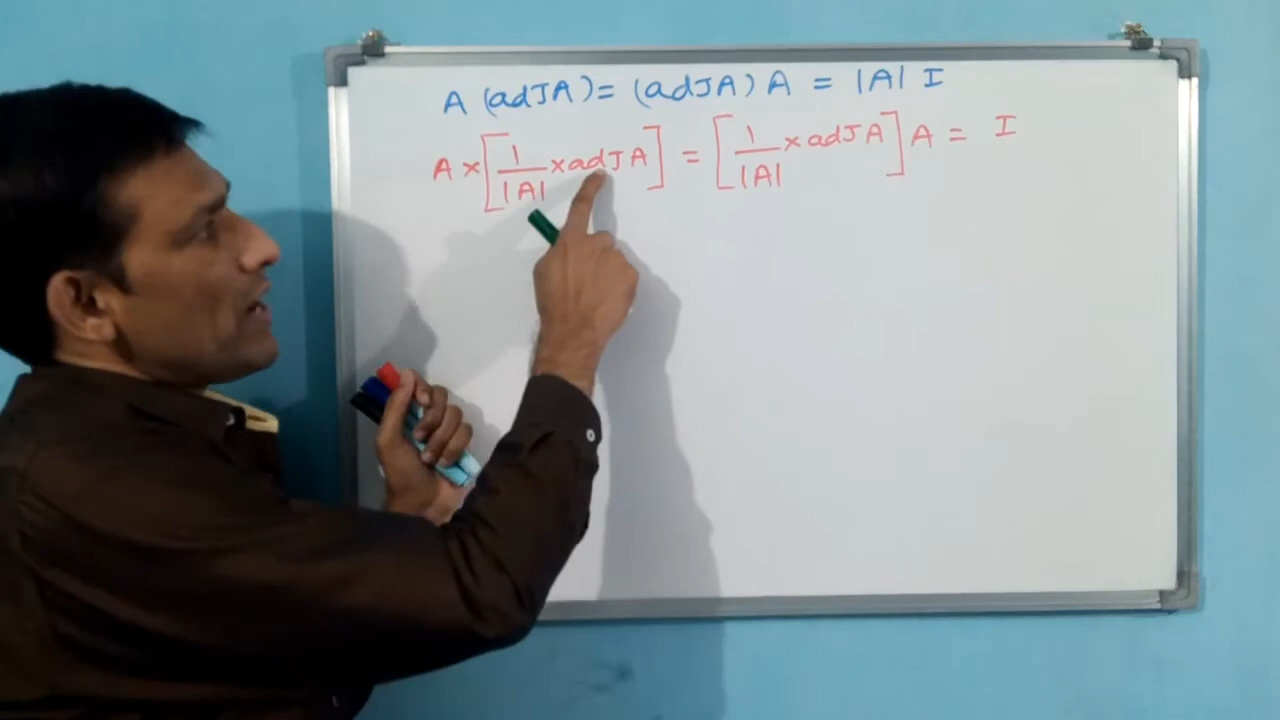 A (adJA) = (adJA) A = |A| I
A × [1/|A| × adJA] = [1/|A| × adJA] A = I